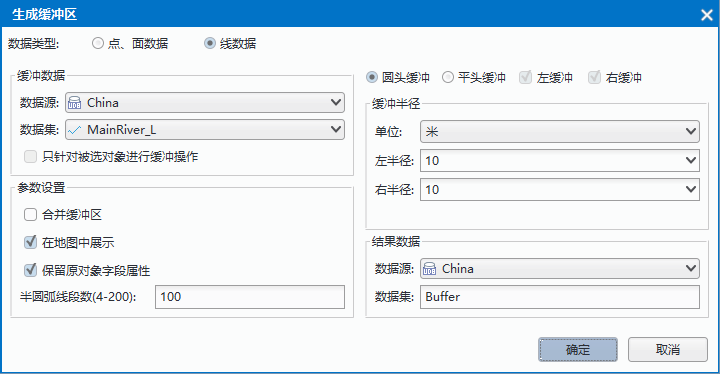 生成缓冲区
数据类型: 点、面数据 线数据
缓冲数据
数据源: China
数据集: MainRiver_L
只针对被选对象进行缓冲操作
参数设置
合并缓冲区
在地图中展示
保留原对象字段属性
半圆弧线段数(4-200): 100
圆头缓冲 平头缓冲 左缓冲 右缓冲
缓冲半径
单位: 米
左半径: 10
右半径: 10
结果数据
数据源: China
数据集: Buffer
确定 取消